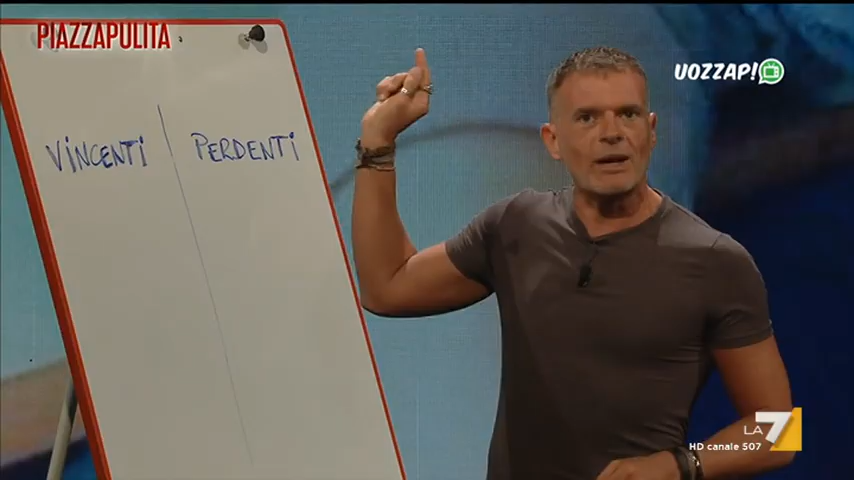 PIAZZAPULITA
UOZZAP!
VINCENTI
PERDENTI
LA7
HD canale 507